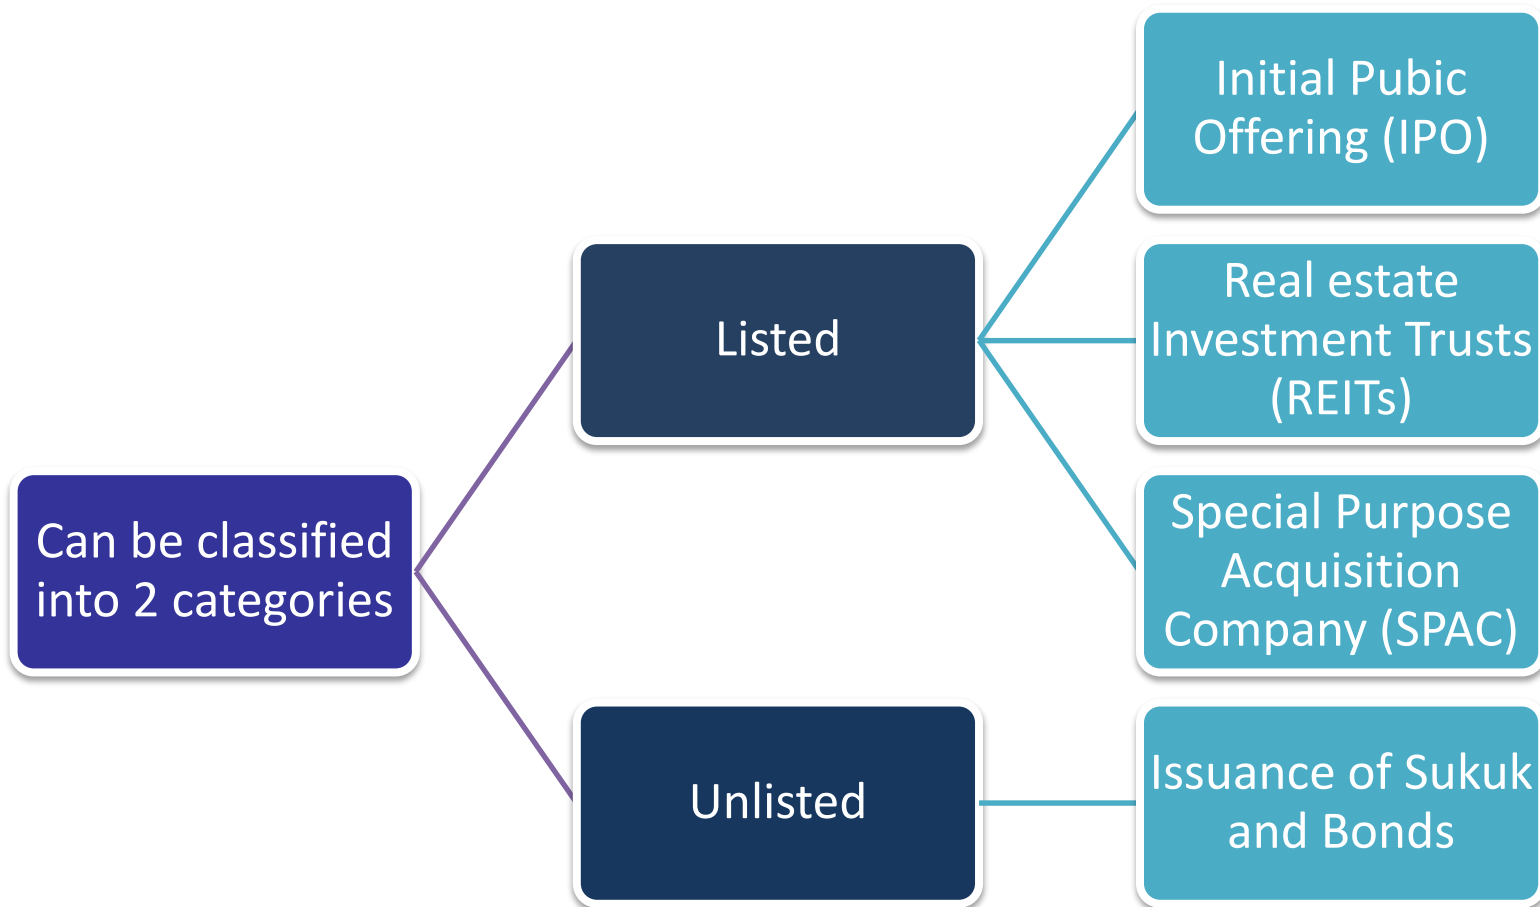 Can be classified
into 2 categories
Listed
Initial Pubic
Offering (IPO)
Real estate
Investment Trusts
(REITs)
Special Purpose
Acquisition
Company (SPAC)
Unlisted
Issuance of Sukuk
and Bonds